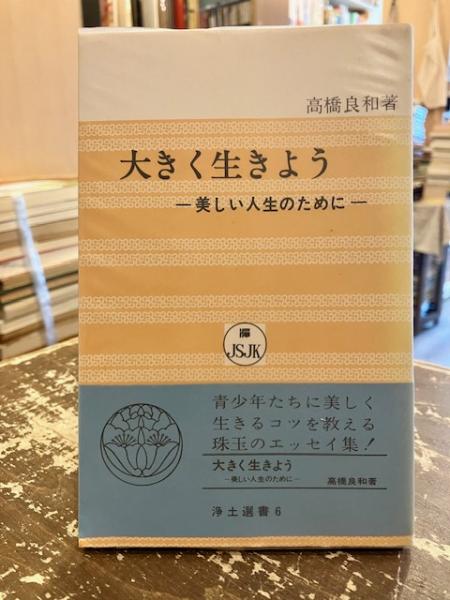 高橋良和著
大きく生きよう
―美しい人生のために―
JSJK
青少年たちに美しく
生きるコツを教える
珠玉のエッセイ集！
大きく生きよう
―美しい人生のために―
高橋良和著
浄土選書6